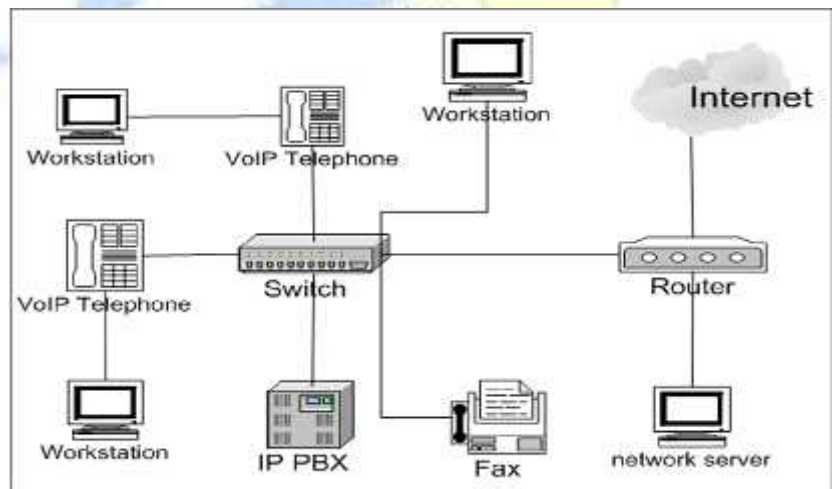 Internet
Workstation
Workstation
VoIP Telephone
Switch
Router
VoIP Telephone
Workstation
IP PBX
Fax
network server